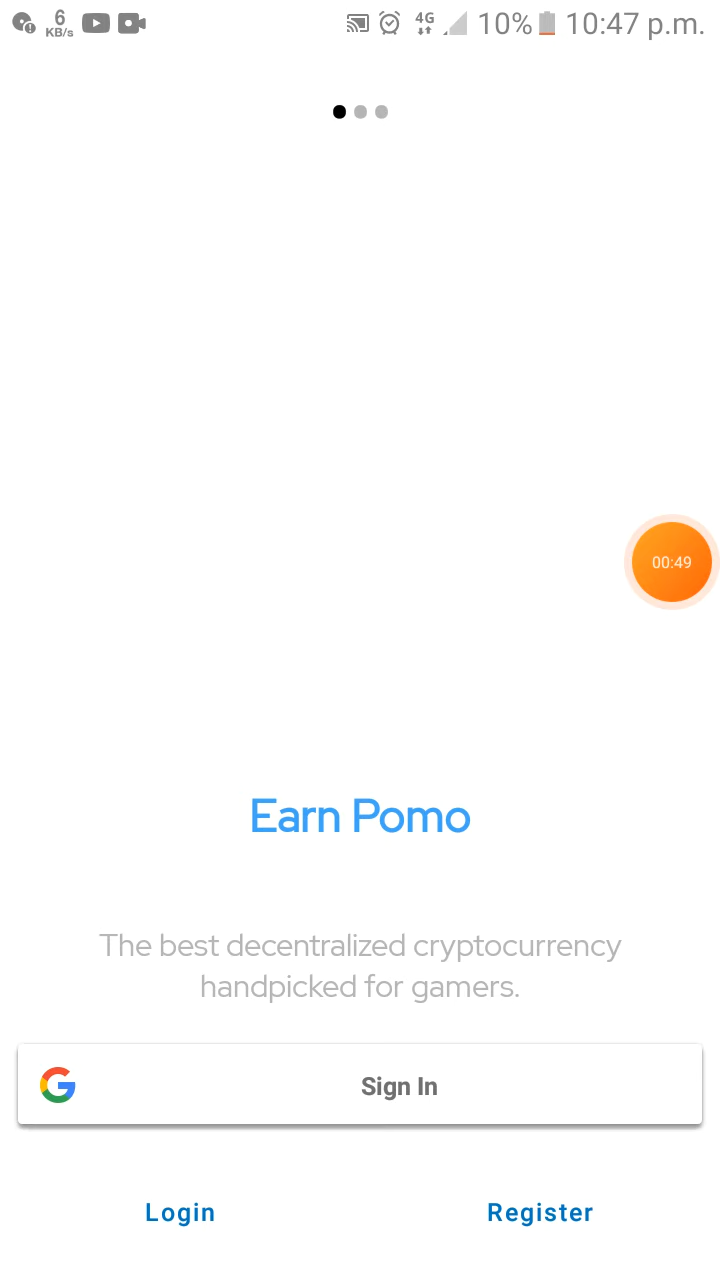 6 KB/s 4G 10% 10:47 p.m.
00:49
Earn Pomo
The best decentralized cryptocurrency
handpicked for gamers.
Sign In
Login Register